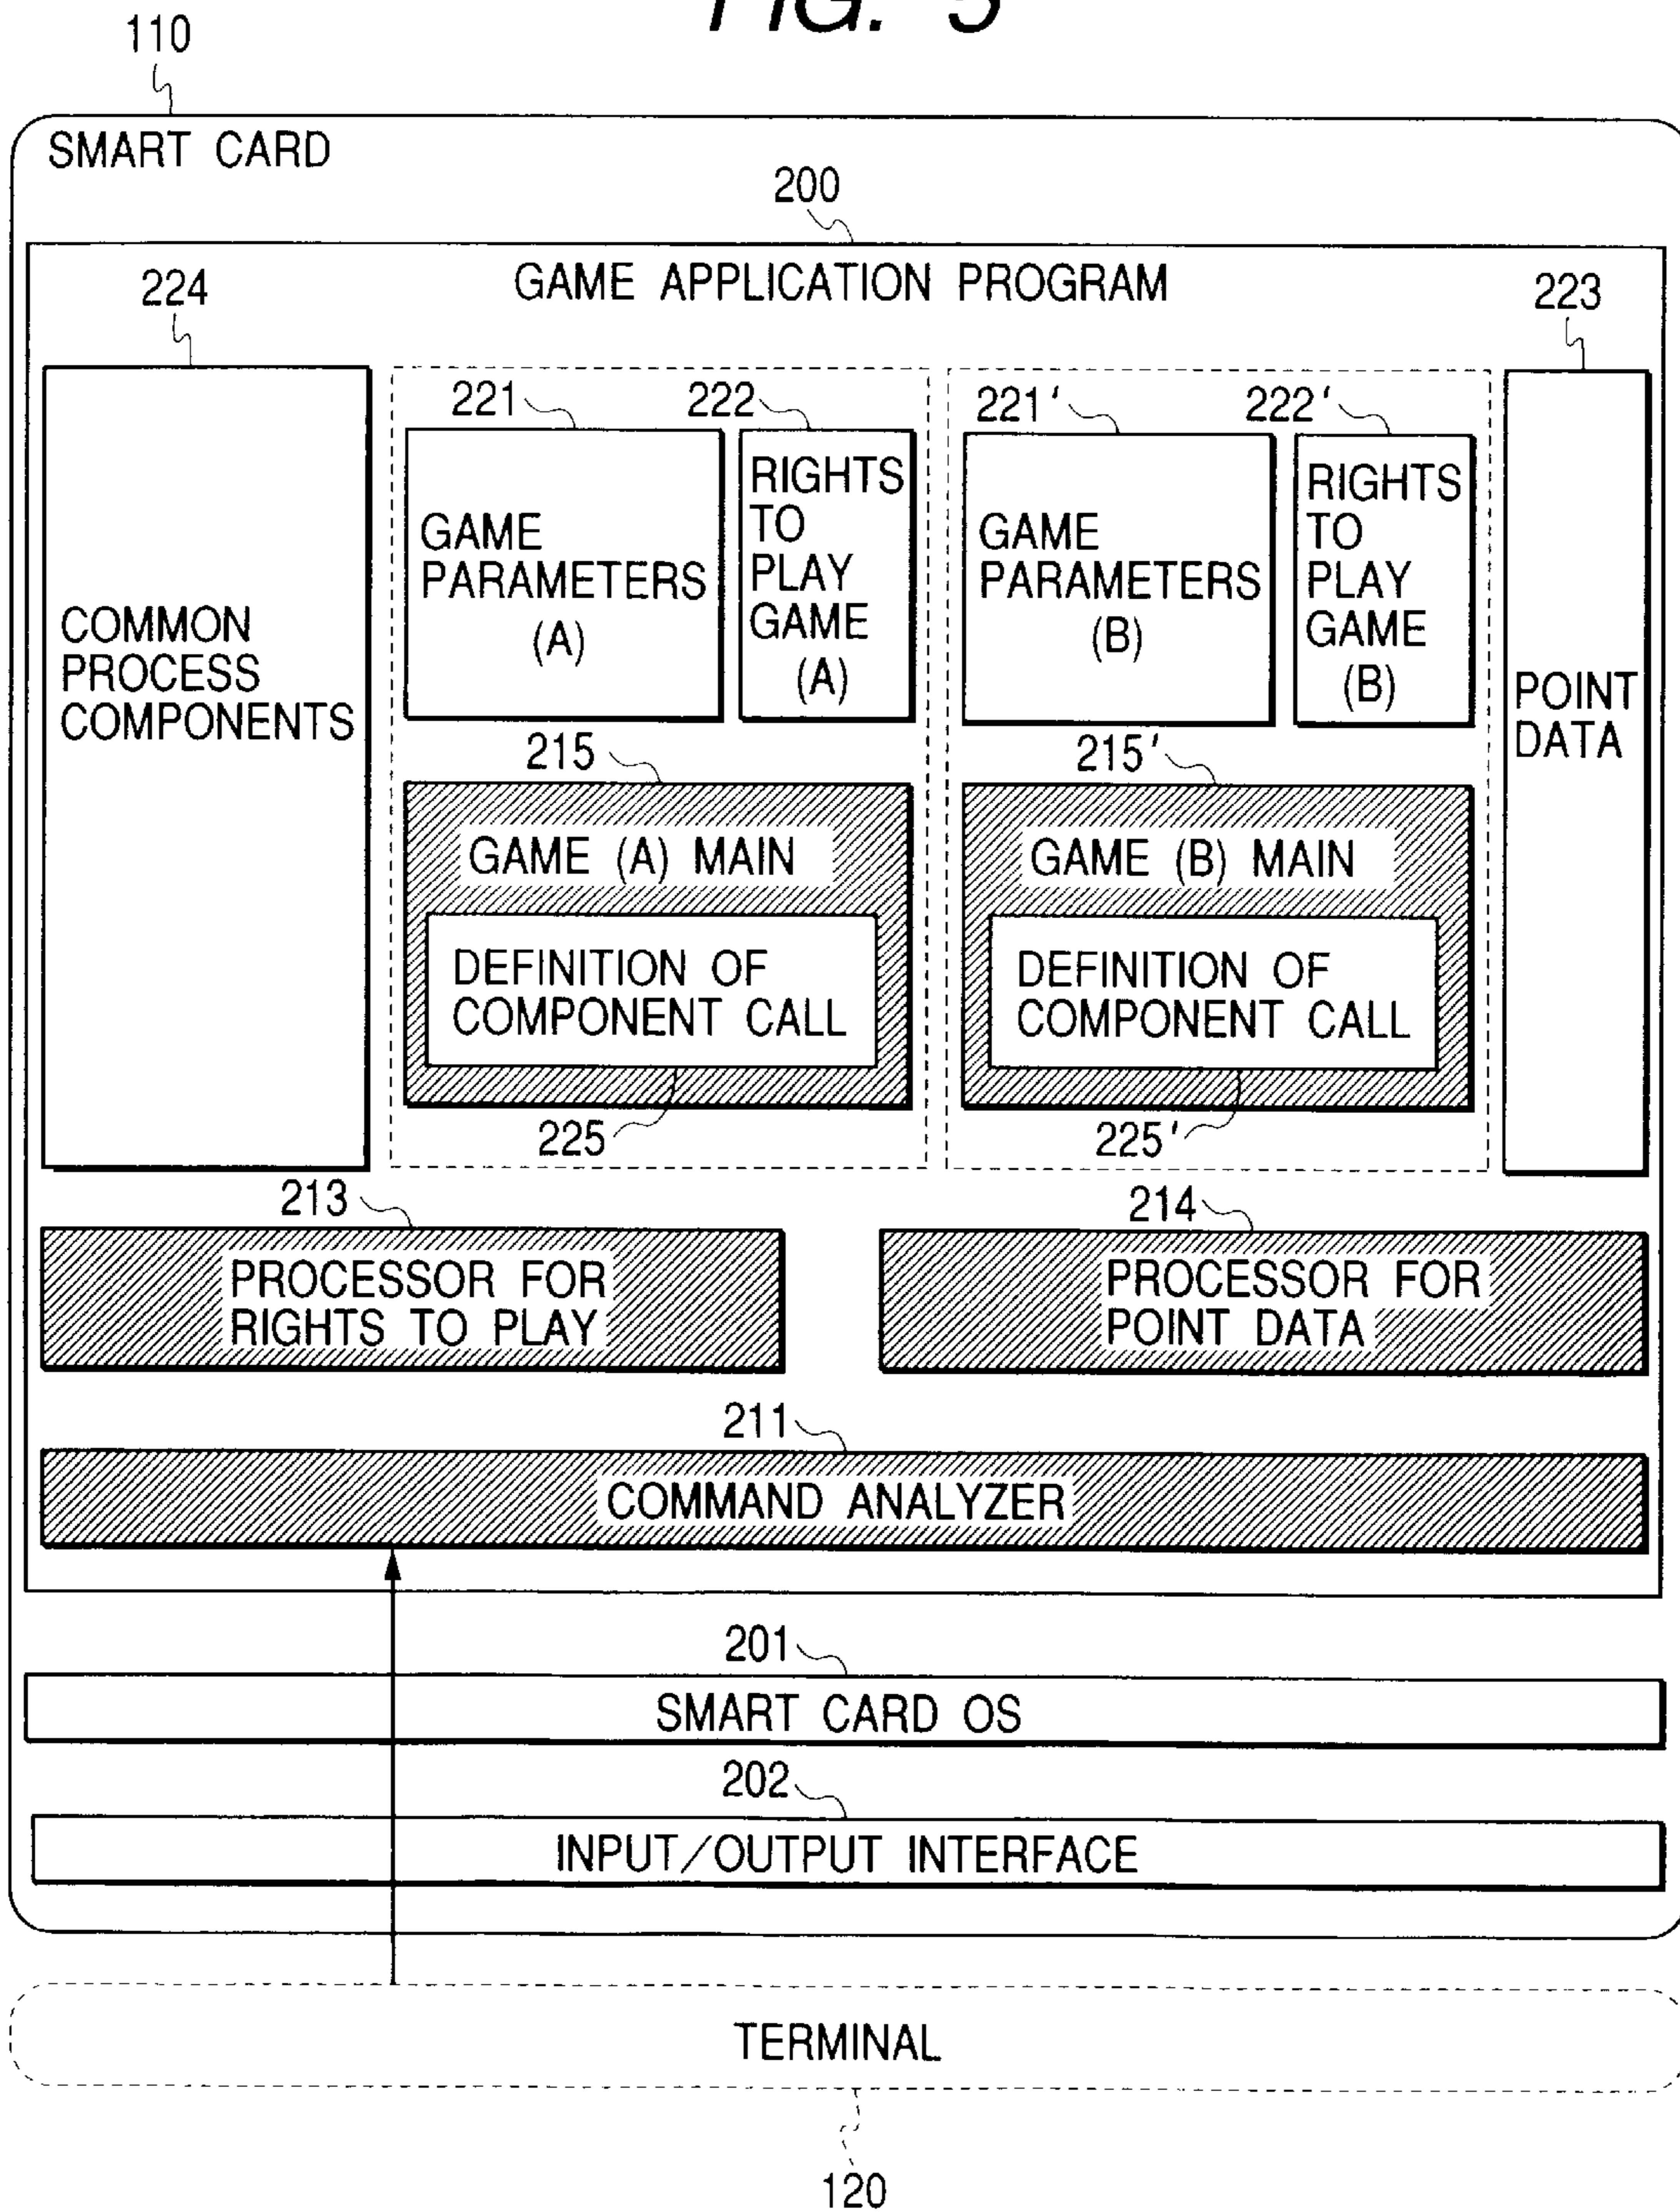 FIG. 5
110
SMART CARD
200
GAME APPLICATION PROGRAM
224
223
COMMON
PROCESS
COMPONENTS
221
222
GAME
PARAMETERS
(A)
RIGHTS
TO
PLAY
GAME
(A)
221'
222'
GAME
PARAMETERS
(B)
RIGHTS
TO
PLAY
GAME
(B)
POINT
DATA
215
GAME (A) MAIN
DEFINITION OF
COMPONENT CALL
225
215'
GAME (B) MAIN
DEFINITION OF
COMPONENT CALL
225'
213
PROCESSOR FOR
RIGHTS TO PLAY
214
PROCESSOR FOR
POINT DATA
211
COMMAND ANALYZER
201
SMART CARD OS
202
INPUT/OUTPUT INTERFACE
TERMINAL
120